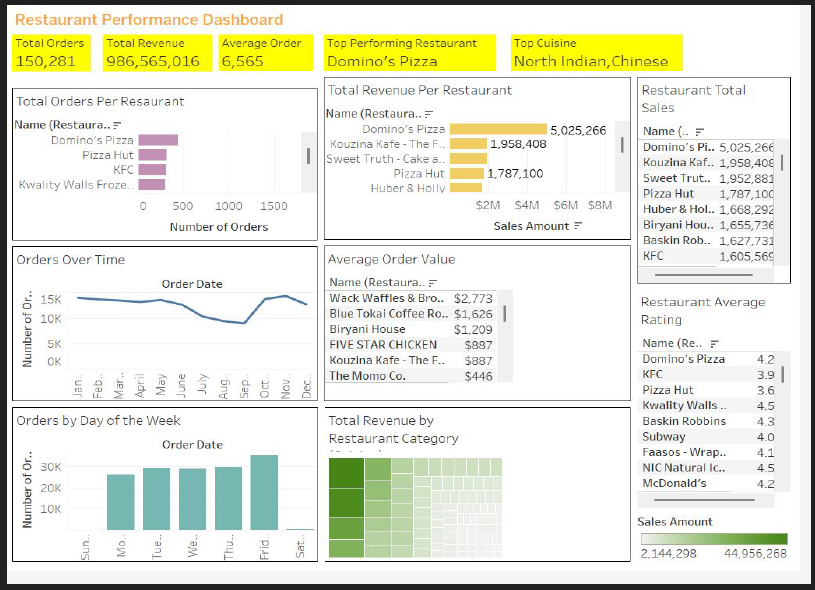 Restaurant Performance Dashboard
Total Orders
150,281
Total Revenue
986,565,016
Average Order
6,565
Top Performing Restaurant
Domino's Pizza
Top Cuisine
North Indian,Chinese
Total Orders Per Resaurant
Name (Restaura..
Domino's Pizza
Pizza Hut
KFC
Kwality Walls Froze..
0 500 1000 1500
Number of Orders
Total Revenue Per Restaurant
Name (Restaura..
Domino's Pizza 5,025,266
Kouzina Kafe - The F.. 1,958,408
Sweet Truth - Cake a..
Pizza Hut 1,787,100
Huber & Holly
$2M $4M $6M $8M
Sales Amount
Restaurant Total
Sales
Name (..
Domino's Pi.. 5,025,266
Kouzina Kaf.. 1,958,408
Sweet Trut.. 1,952,881
Pizza Hut 1,787,100
Huber & Hol.. 1,668,292
Biryani Hou.. 1,655,736
Baskin Rob.. 1,627,731
KFC 1,605,569
Orders Over Time
Order Date
Number of Or..
15K
10K
5K
0K
Jan..
Feb..
Mar..
April
May
June
July
Aug..
Sep..
Oct..
Nov..
Dec..
Average Order Value
Name (Restaura..
Wack Waffles & Bro.. $2,773
Blue Tokai Coffee Ro.. $1,626
Biryani House $1,209
FIVE STAR CHICKEN $887
Kouzina Kafe - The F.. $887
The Momo Co. $446
Restaurant Average
Rating
Name (Re..
Domino's Pizza 4.2
KFC 3.9
Pizza Hut 3.6
Kwality Walls .. 4.5
Baskin Robbins 4.3
Subway 4.0
Faasos - Wrap.. 4.1
NIC Natural Ic.. 4.5
McDonald's 4.2
Orders by Day of the Week
Order Date
Number of Or..
30K
20K
10K
Sun..
Mo..
Tue..
We..
Thu..
Frid..
Sat..
Total Revenue by
Restaurant Category
Sales Amount
2,144,298 44,956,268